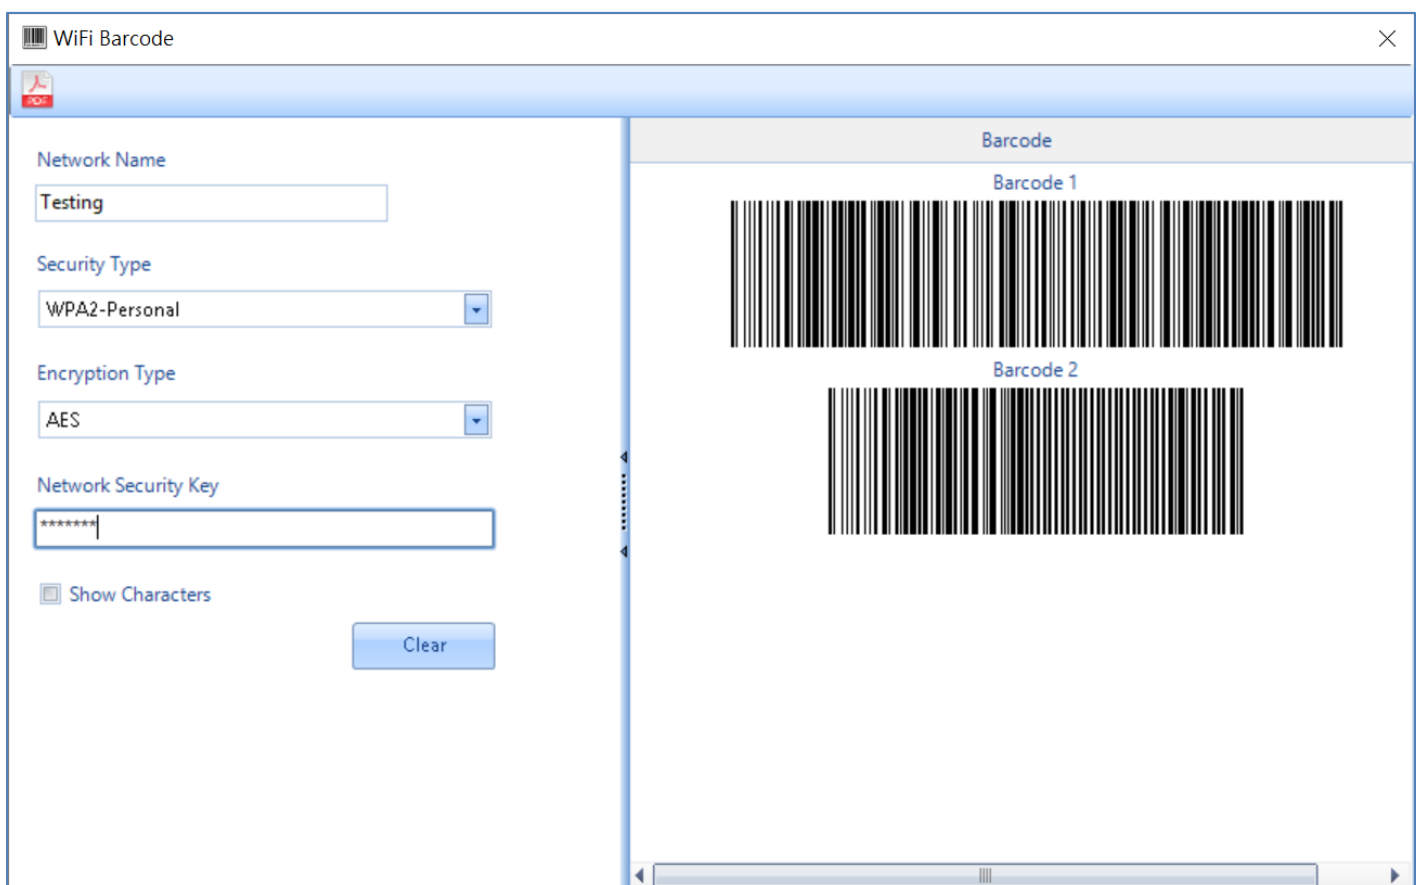 WiFi Barcode
PDF
Network Name
Testing
Security Type
WPA2-Personal
Encryption Type
AES
Network Security Key
*******
Show Characters
Clear
Barcode
Barcode 1
Barcode 2